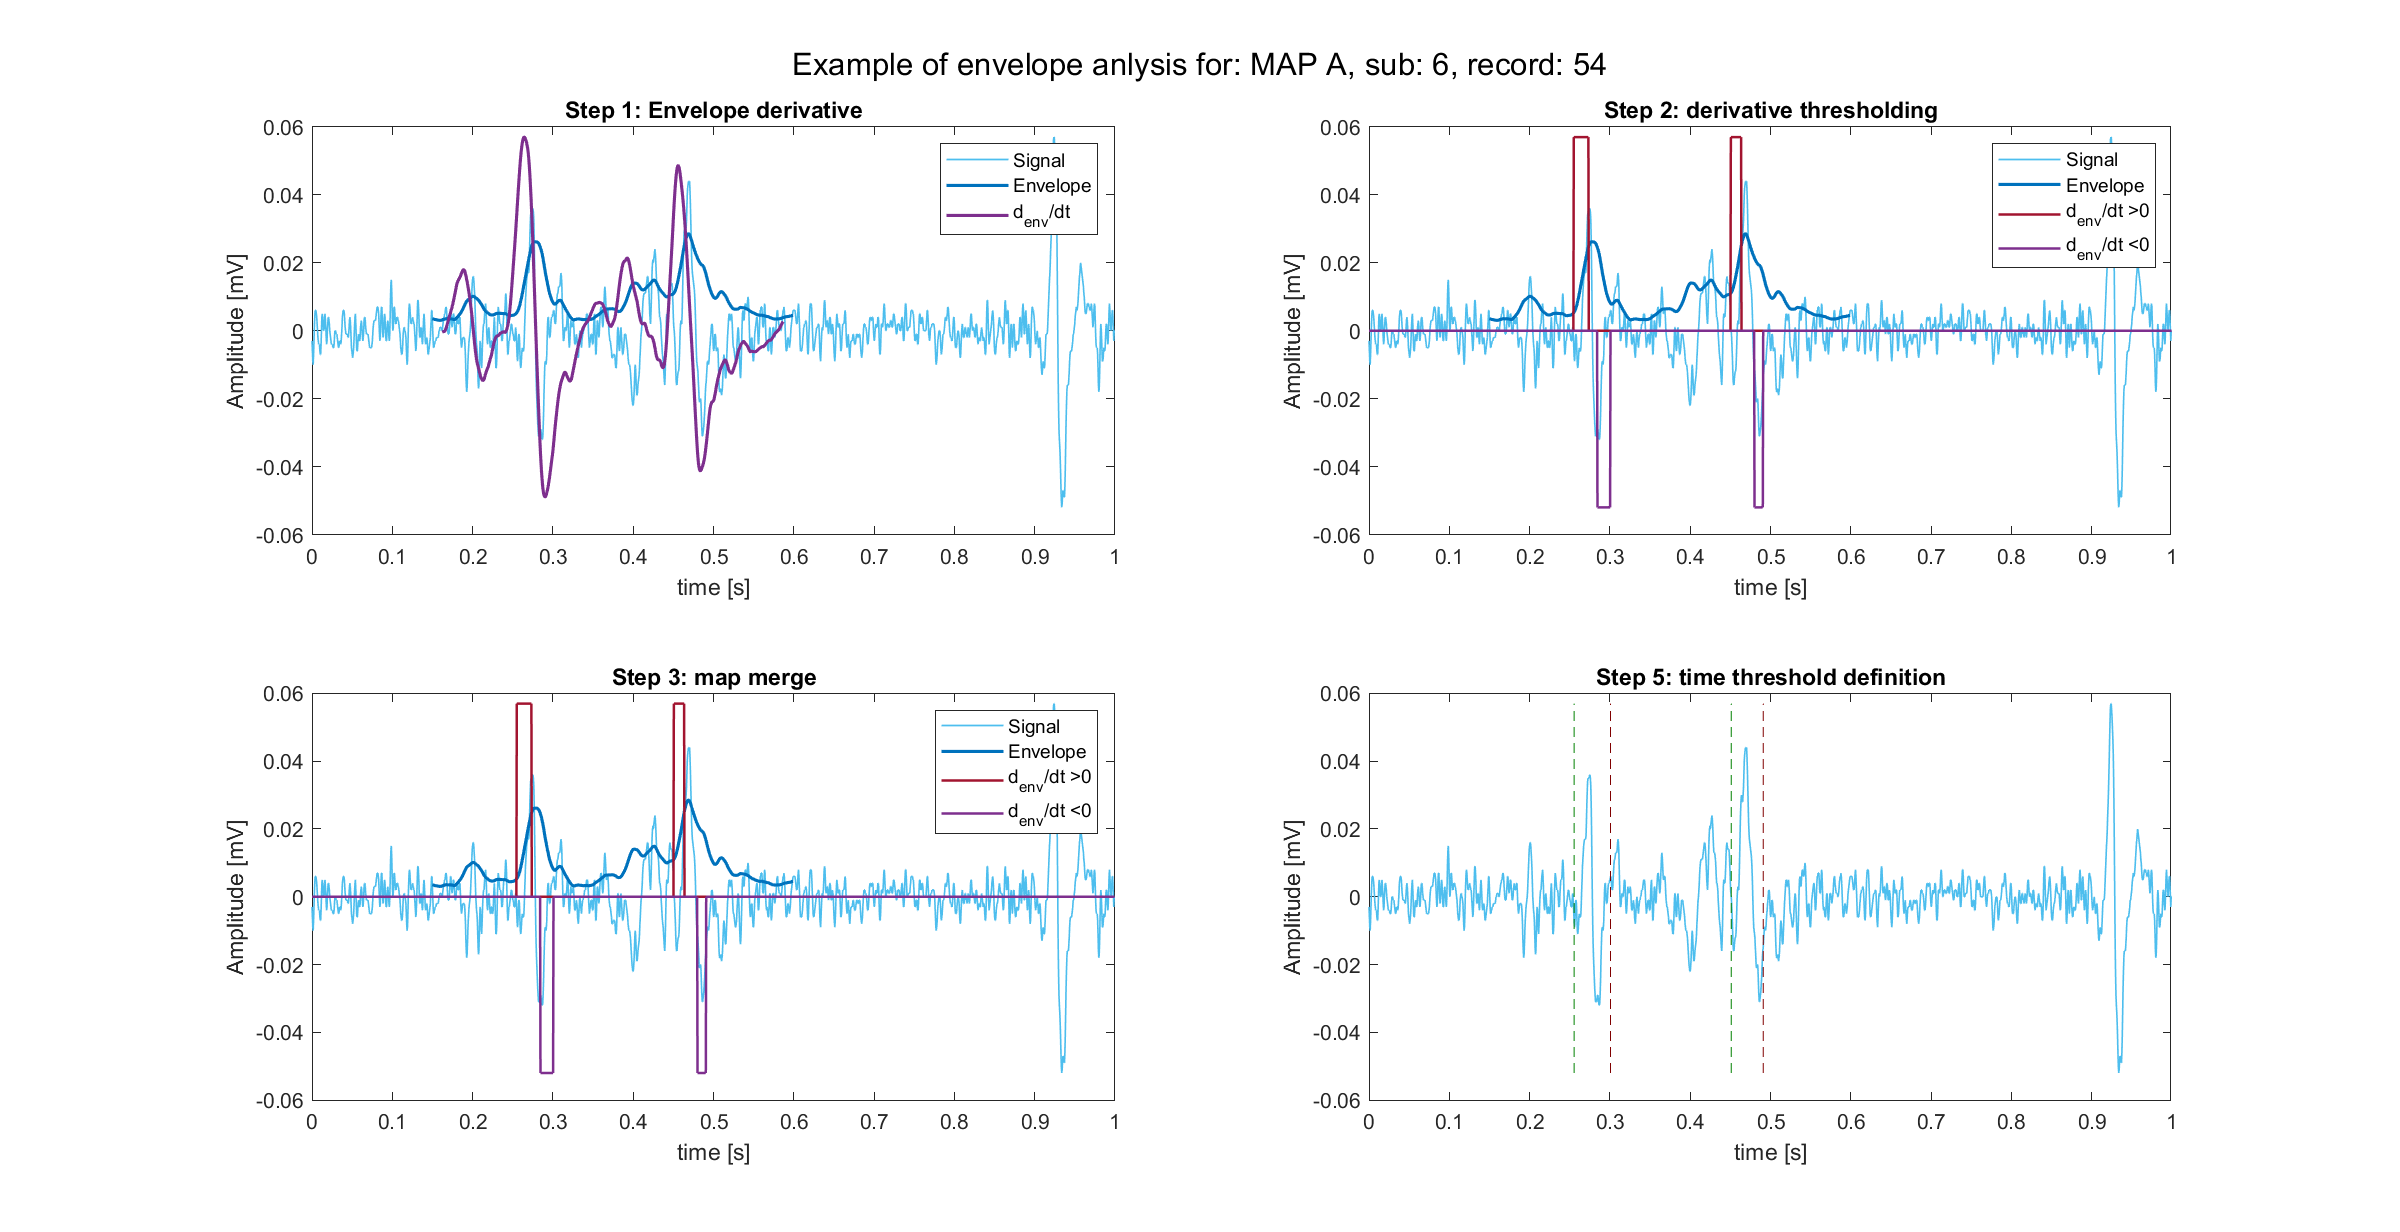 Example of envelope anlysis for: MAP A, sub: 6, record: 54
Step 1: Envelope derivative
0.06
0.04
0.02
0
-0.02
-0.04
-0.06
Amplitude [mV]
0 0.1 0.2 0.3 0.4 0.5 0.6 0.7 0.8 0.9 1
time [s]
Signal
Envelope
d_env/dt
Step 2: derivative thresholding
0.06
0.04
0.02
0
-0.02
-0.04
-0.06
Amplitude [mV]
0 0.1 0.2 0.3 0.4 0.5 0.6 0.7 0.8 0.9 1
time [s]
Signal
Envelope
d_env/dt >0
d_env/dt <0
Step 3: map merge
0.06
0.04
0.02
0
-0.02
-0.04
-0.06
Amplitude [mV]
0 0.1 0.2 0.3 0.4 0.5 0.6 0.7 0.8 0.9 1
time [s]
Signal
Envelope
d_env/dt >0
d_env/dt <0
Step 5: time threshold definition
0.06
0.04
0.02
0
-0.02
-0.04
-0.06
Amplitude [mV]
0 0.1 0.2 0.3 0.4 0.5 0.6 0.7 0.8 0.9 1
time [s]